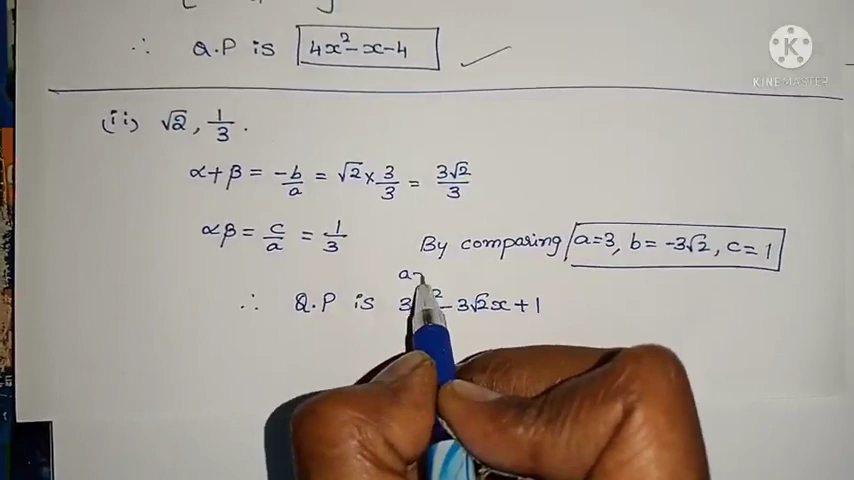 ∴ Q.P is 4x²-x-4
KINEMASTER
(ii) √2, 1/3.
α+β = -b/a = √2 × 3/3 = 3√2/3
αβ = c/a = 1/3
By comparing a=3, b= -3√2, c= 1
a
∴ Q.P is 3 ² - 3√2x + 1